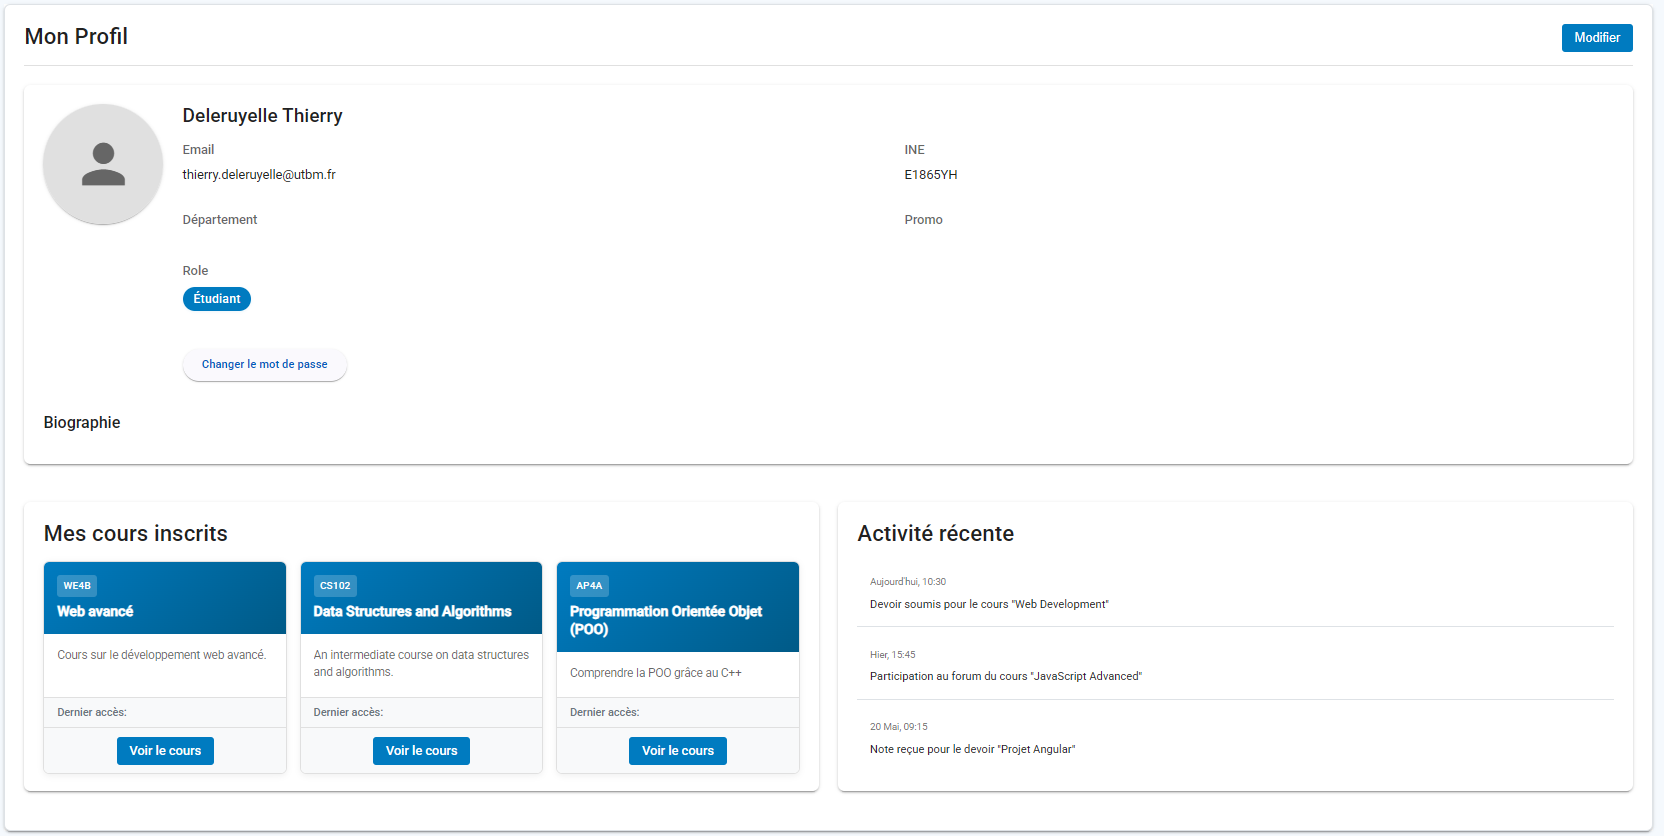 Mon Profil
Modifier
Deleruyelle Thierry
Email
thierry.deleruyelle@utbm.fr
INE
E1865YH
Département
Promo
Role
Étudiant
Changer le mot de passe
Biographie
Mes cours inscrits
WE4B
Web avancé
Cours sur le développement web avancé.
Dernier accès:
Voir le cours
CS102
Data Structures and Algorithms
An intermediate course on data structures
and algorithms.
Dernier accès:
Voir le cours
AP4A
Programmation Orientée Objet
(POO)
Comprendre la POO grâce au C++
Dernier accès:
Voir le cours
Activité récente
Aujourd'hui, 10:30
Devoir soumis pour le cours "Web Development"
Hier, 15:45
Participation au forum du cours "JavaScript Advanced"
20 Mai, 09:15
Note reçue pour le devoir "Projet Angular"